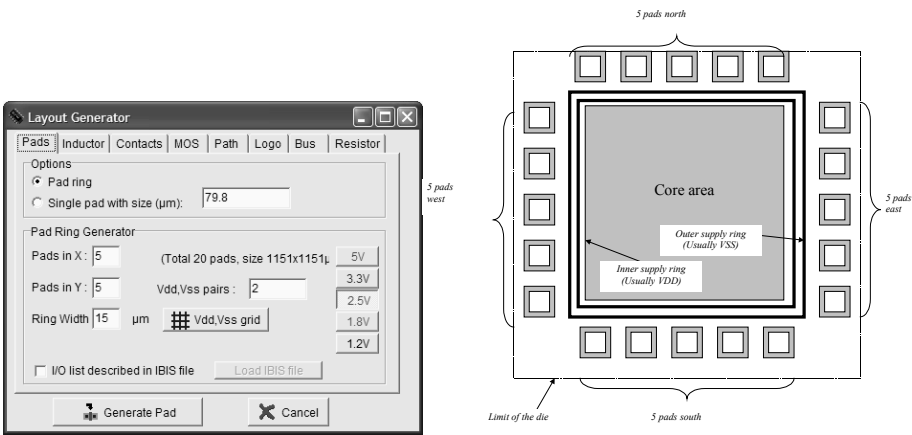 Layout Generator
Pads Inductor Contacts MOS Path Logo Bus Resistor
Options
Pad ring
Single pad with size (µm): 79.8
Pad Ring Generator
Pads in X : 5 (Total 20 pads, size 1151x1151µ 5V
3.3V
Pads in Y : 5 Vdd,Vss pairs : 2
2.5V
Ring Width 15 µm Vdd,Vss grid 1.8V
1.2V
I/O list described in IBIS file Load IBIS file
Generate Pad Cancel
5 pads north
5 pads
west
Core area
5 pads
east
Outer supply ring
(Usually VSS)
Inner supply ring
(Usually VDD)
Limit of the die
5 pads south